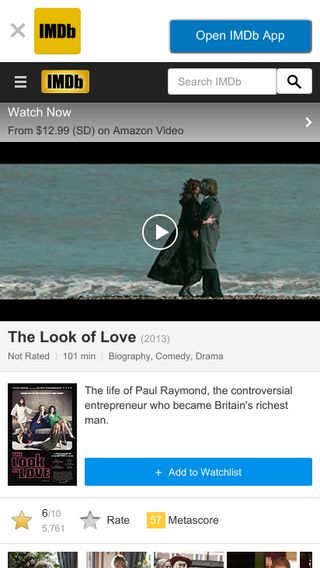 IMDb
Open IMDb App
IMDb
Search IMDb
Watch Now
From $12.99 (SD) on Amazon Video
The Look of Love (2013)
Not Rated | 101 min | Biography, Comedy, Drama
THE LOOK OF LOVE
The life of Paul Raymond, the controversial
entrepreneur who became Britain's richest
man.
+ Add to Watchlist
6/10
5,761
Rate
57 Metascore